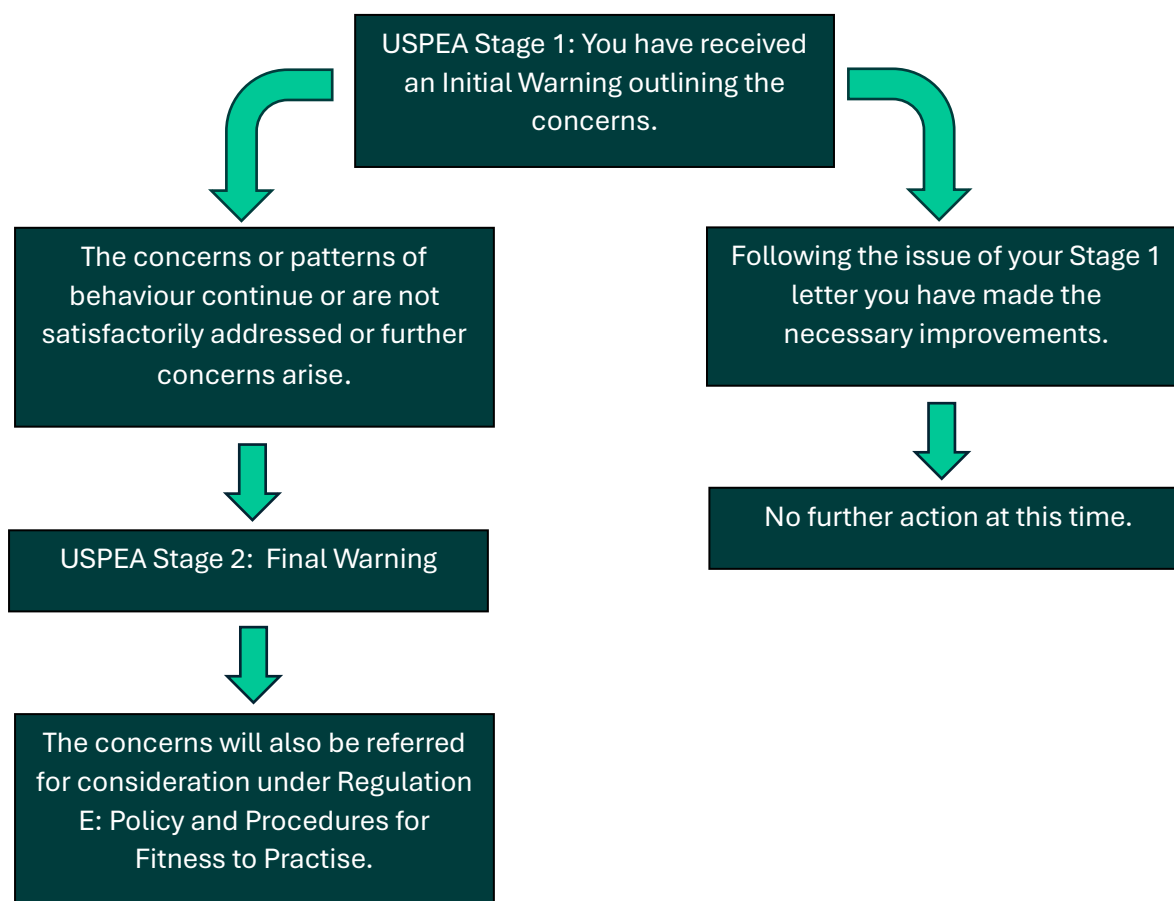 USPEA Stage 1: You have received
an Initial Warning outlining the
concerns.
The concerns or patterns of
behaviour continue or are not
satisfactorily addressed or further
concerns arise.
USPEA Stage 2:  Final Warning
The concerns will also be referred
for consideration under Regulation
E: Policy and Procedures for
Fitness to Practise.
Following the issue of your Stage 1
letter you have made the
necessary improvements.
No further action at this time.